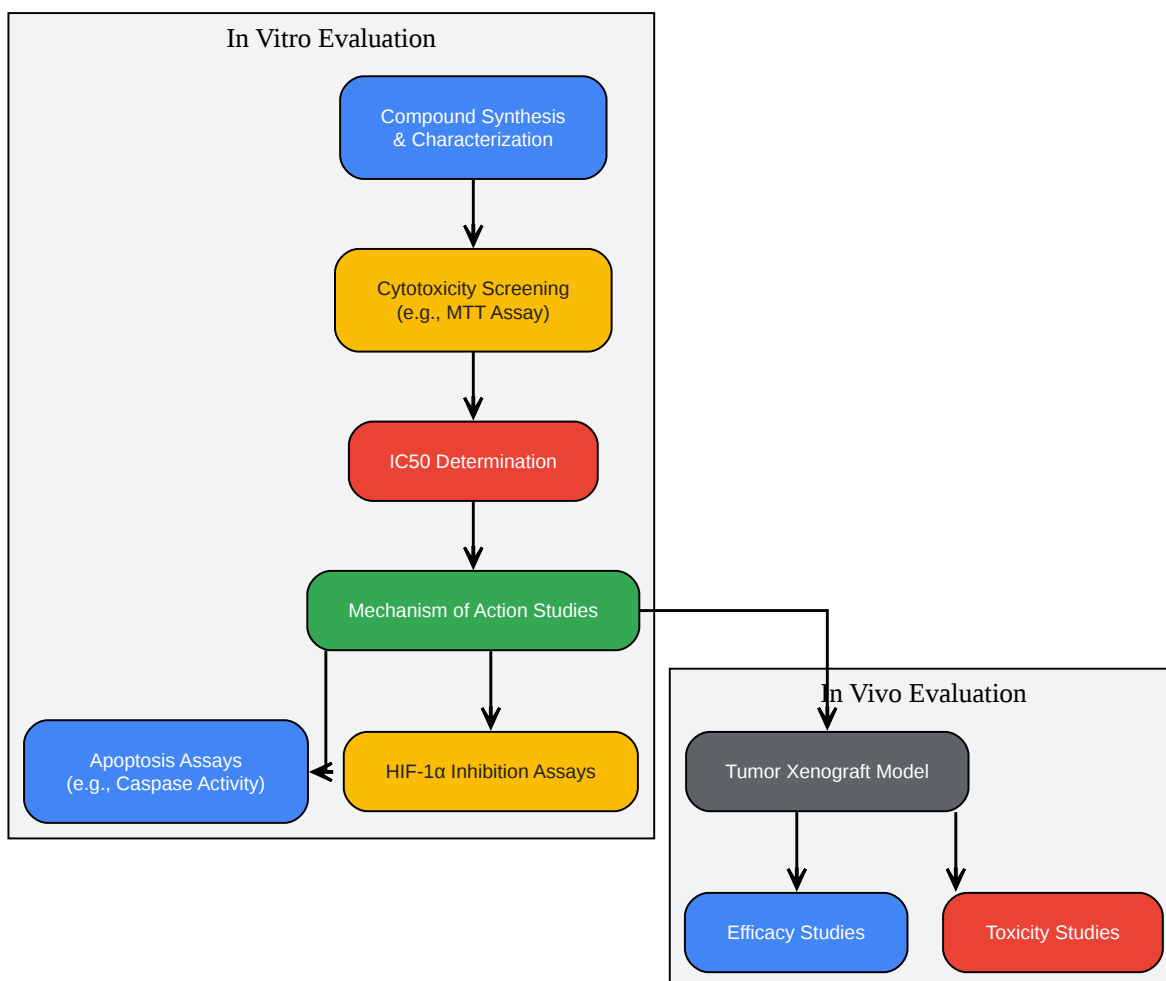 In Vitro Evaluation
Compound Synthesis
& Characterization
Cytotoxicity Screening
(e.g., MTT Assay)
IC50 Determination
Mechanism of Action Studies
Apoptosis Assays
(e.g., Caspase Activity)
HIF-1α Inhibition Assays
In Vivo Evaluation
Tumor Xenograft Model
Efficacy Studies
Toxicity Studies